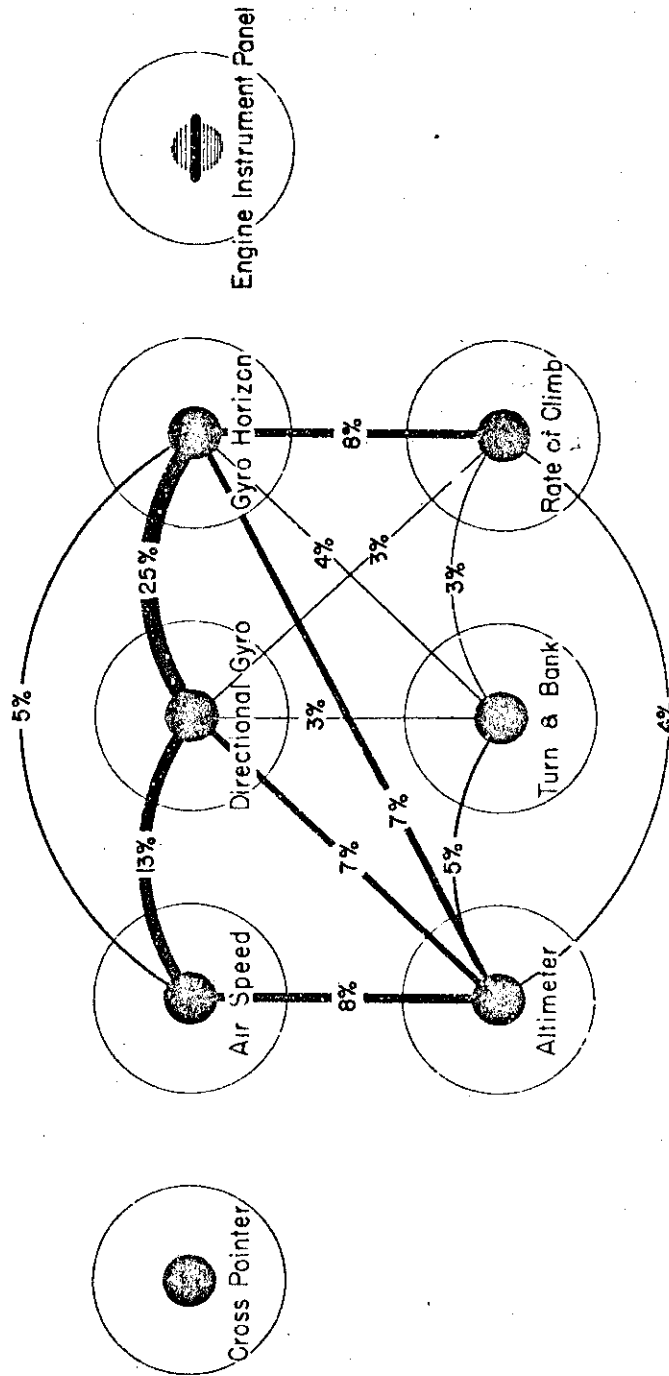 5%
13%
25%
Cross Pointer
Air Speed
Directional Gyro
Gyro Horizon
Engine Instrument Panel
8%
7%
3%
4%
8%
7%
3%
5%
3%
Altimeter
Turn & Bank
Rate of Climb